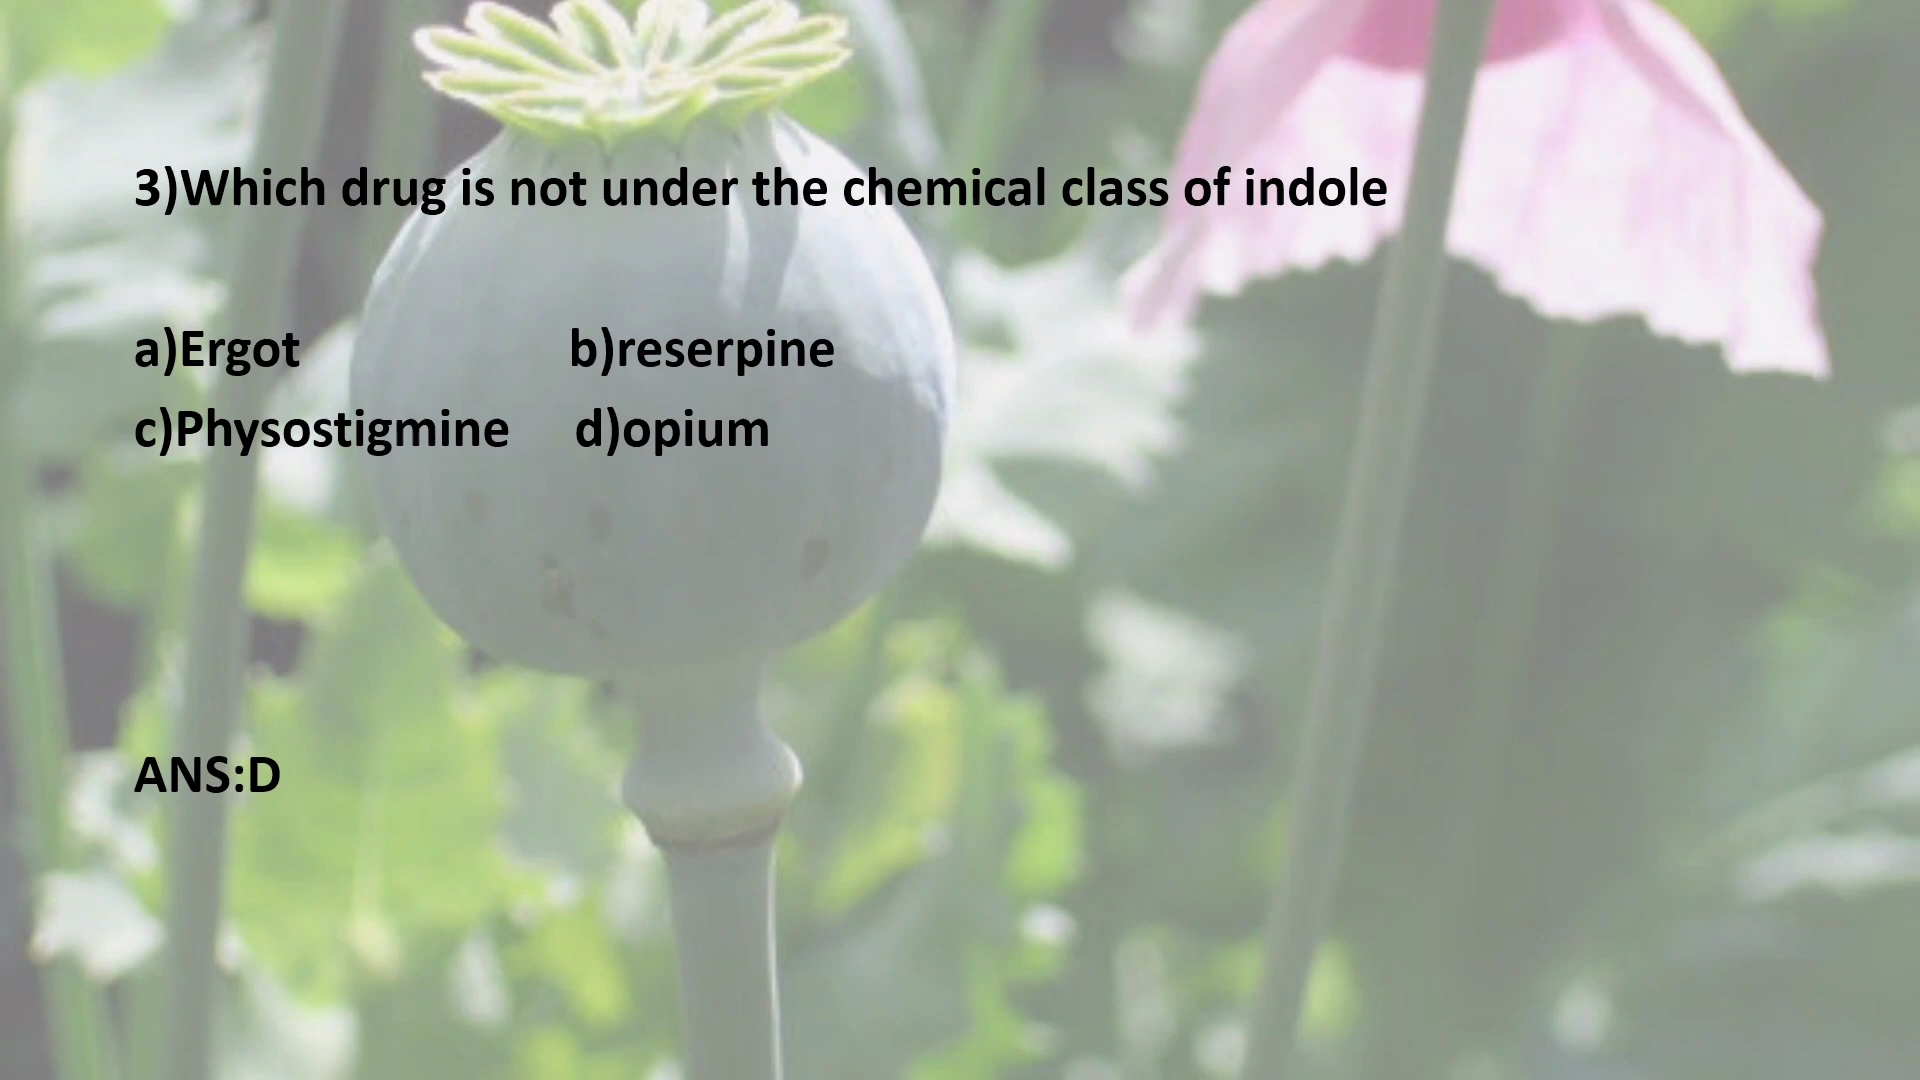 3)Which drug is not under the chemical class of indole
a)Ergot b)reserpine
c)Physostigmine d)opium
ANS:D